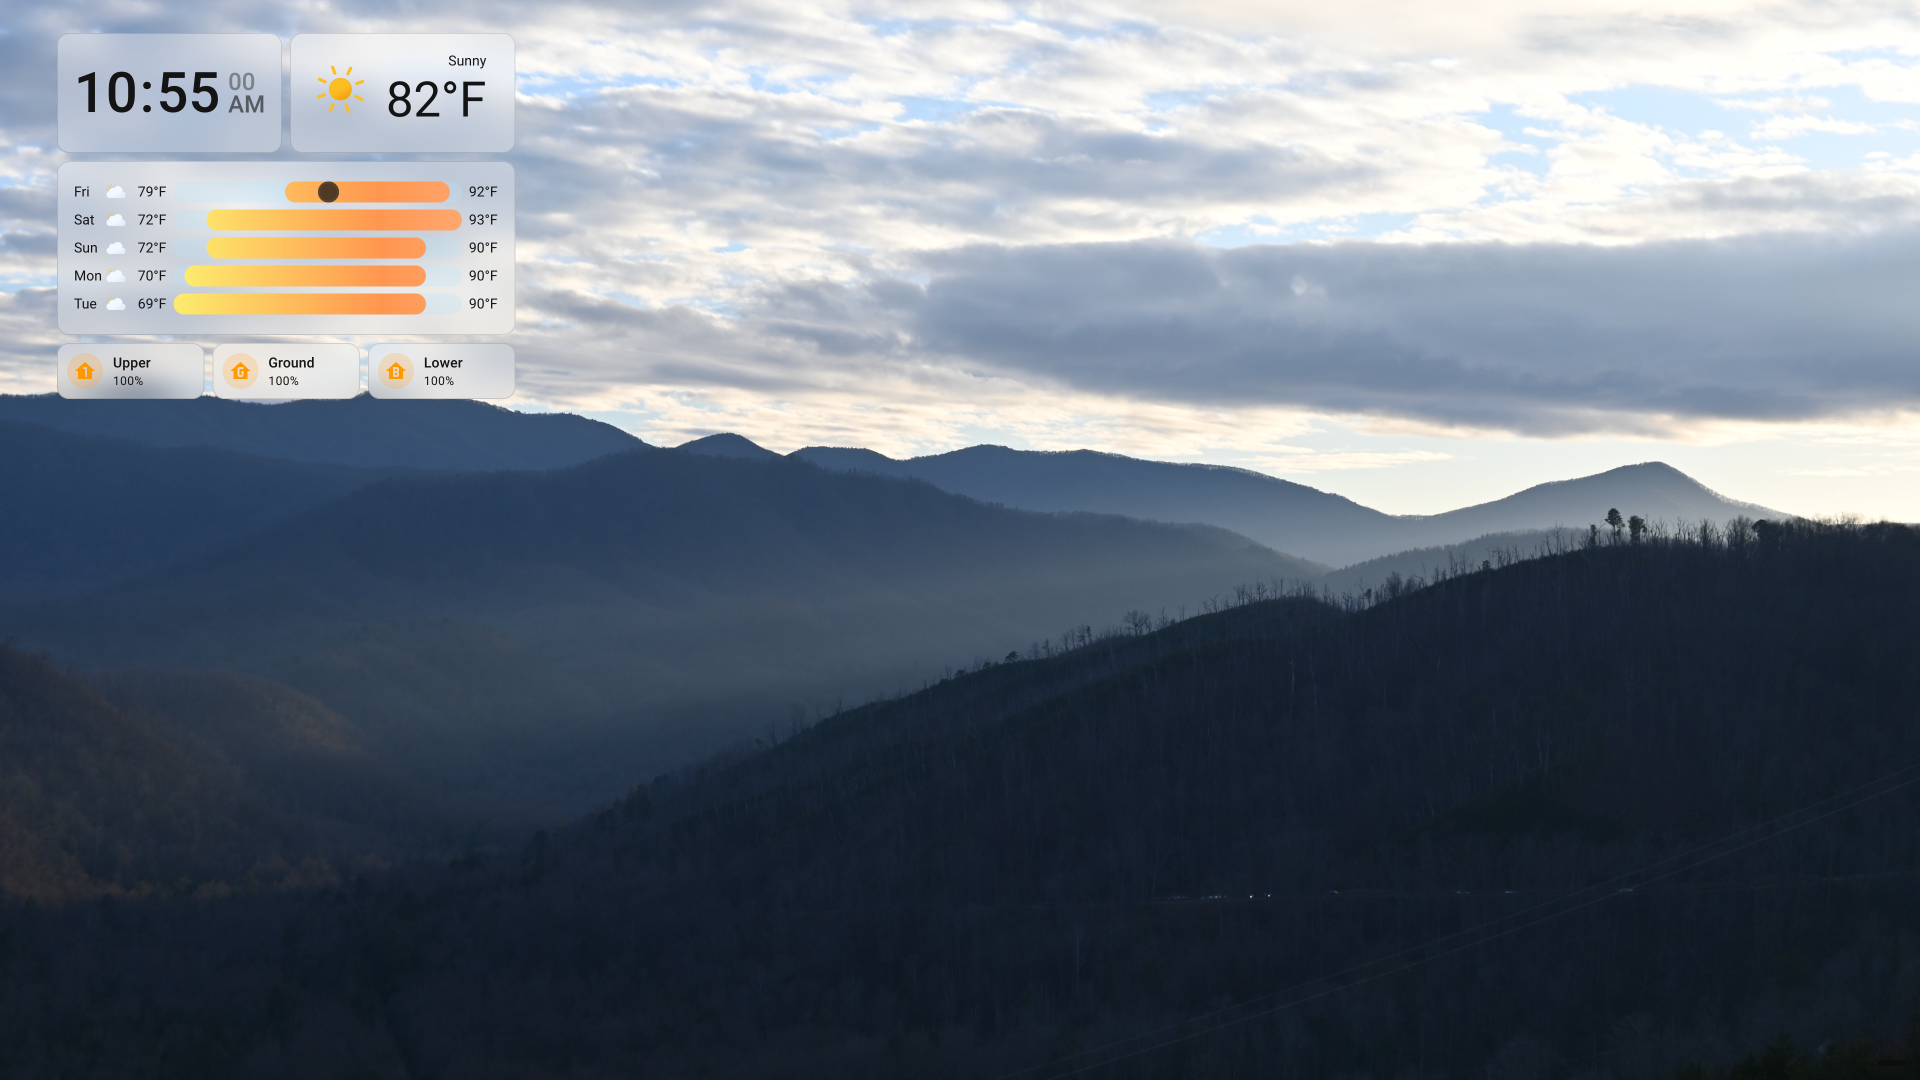 10:55 00 AM
Sunny
82°F
Fri 79°F 92°F
Sat 72°F 93°F
Sun 72°F 90°F
Mon 70°F 90°F
Tue 69°F 90°F
1 Upper 100%
G Ground 100%
B Lower 100%